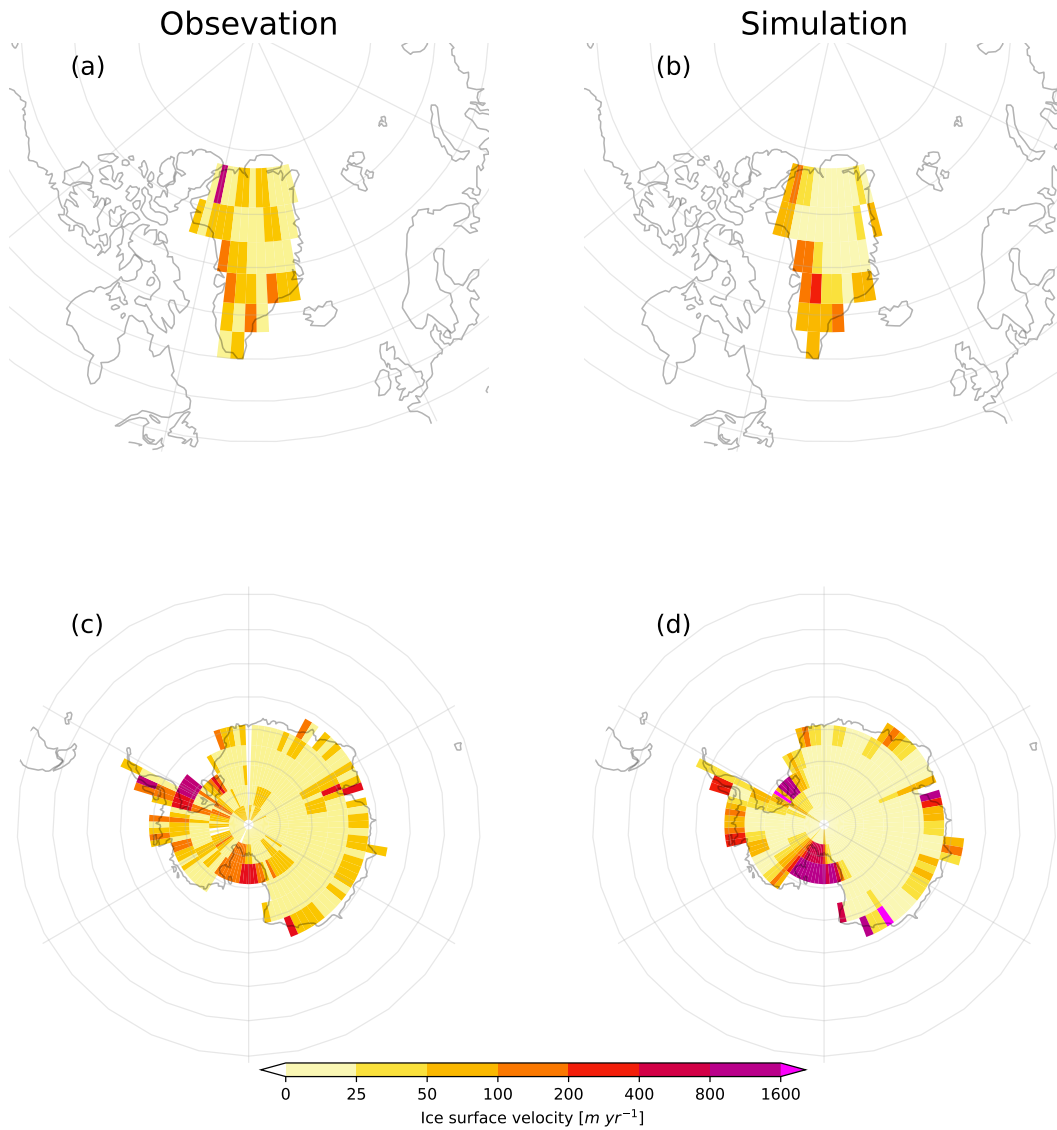 Obsevation
Simulation
(a)
(b)
(c)
(d)
0 25 50 100 200 400 800 1600
Ice surface velocity [m yr⁻¹]